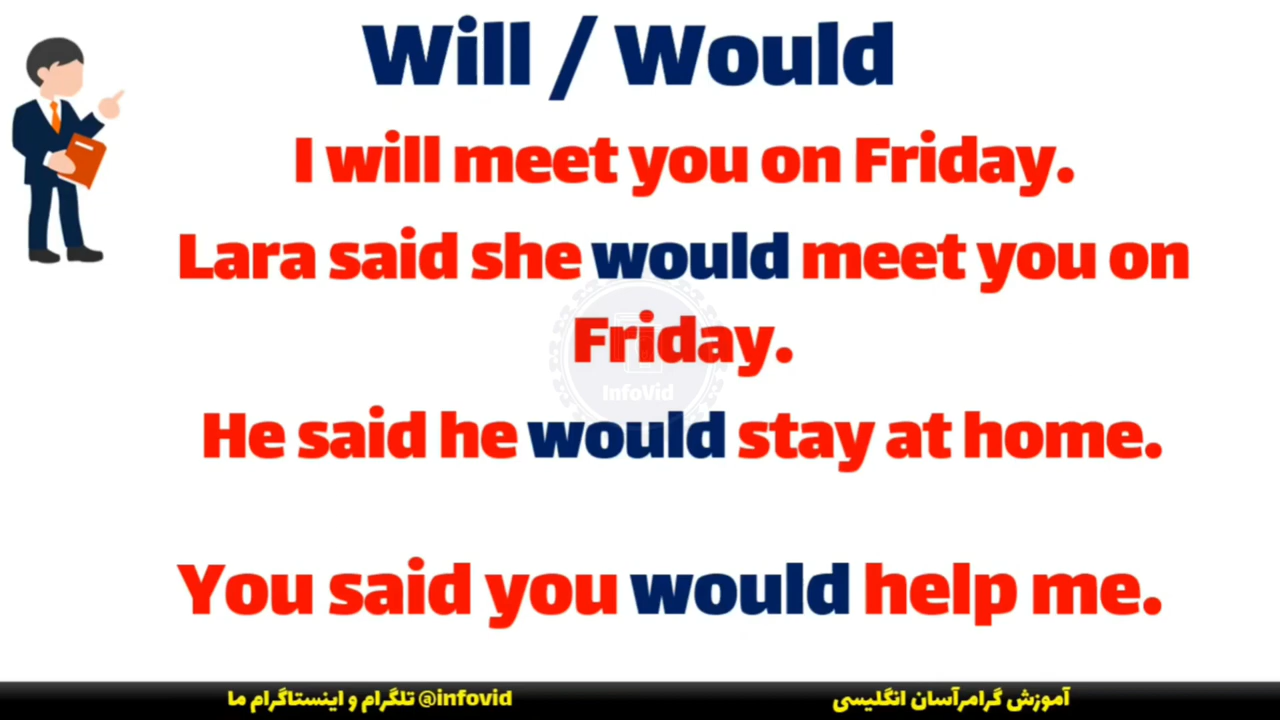 Will / Would
I will meet you on Friday.
Lara said she would meet you on
Friday.
InfoVid
He said he would stay at home.
You said you would help me.
تلگرام و اینستاگرام ما @infovid
آموزش گرامرآسان انگلیسی